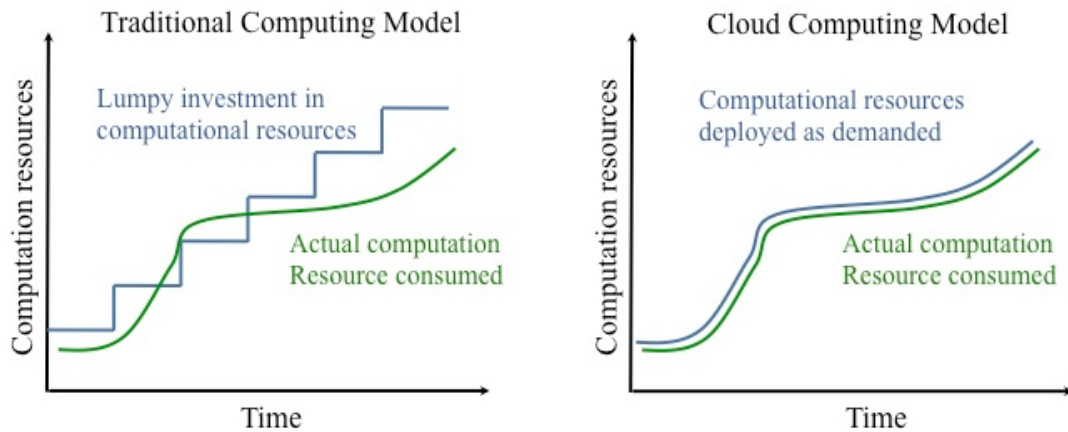 Traditional Computing Model
Lumpy investment in
computational resources
Actual computation
Resource consumed
Computation resources
Time
Cloud Computing Model
Computational resources
deployed as demanded
Actual computation
Resource consumed
Computation resources
Time